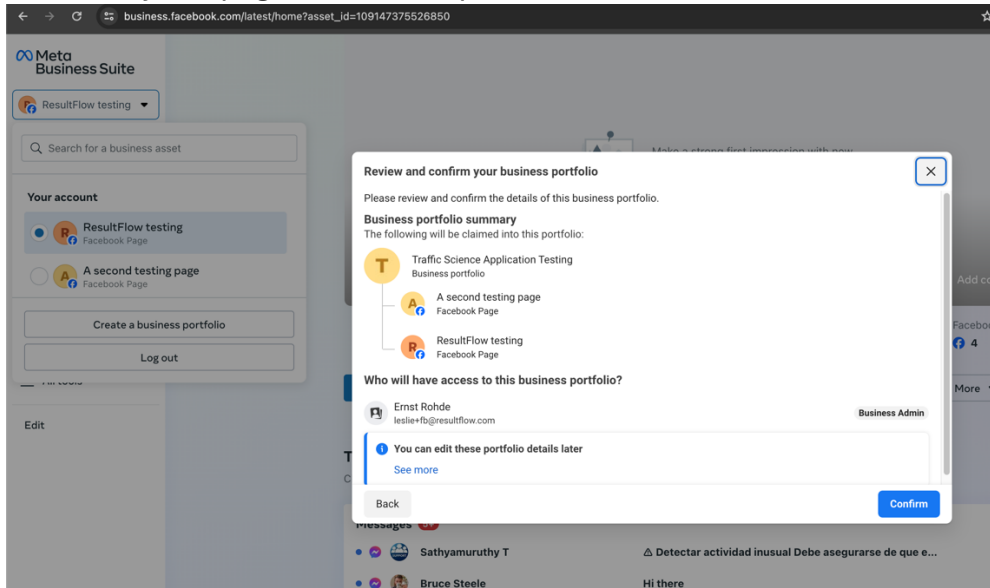 business.facebook.com/latest/home?asset_id=109147375526850
Meta
Business Suite
ResultFlow testing
Search for a business asset
Your account
ResultFlow testing
Facebook Page
A second testing page
Facebook Page
Create a business portfolio
Log out
Edit
Make a strong first impression with new
Review and confirm your business portfolio
Please review and confirm the details of this business portfolio.
Business portfolio summary
The following will be claimed into this portfolio:
T
Traffic Science Application Testing
Business portfolio
A
A second testing page
Facebook Page
R
ResultFlow testing
Facebook Page
Who will have access to this business portfolio?
Ernst Rohde
leslie+fb@resultflow.com
Business Admin
You can edit these portfolio details later
See more
Back
Confirm
Add
4
More
Messages
Sathyamuruthy T
Detectar actividad inusual Debe asegurarse de que e...
Bruce Steele
Hi there